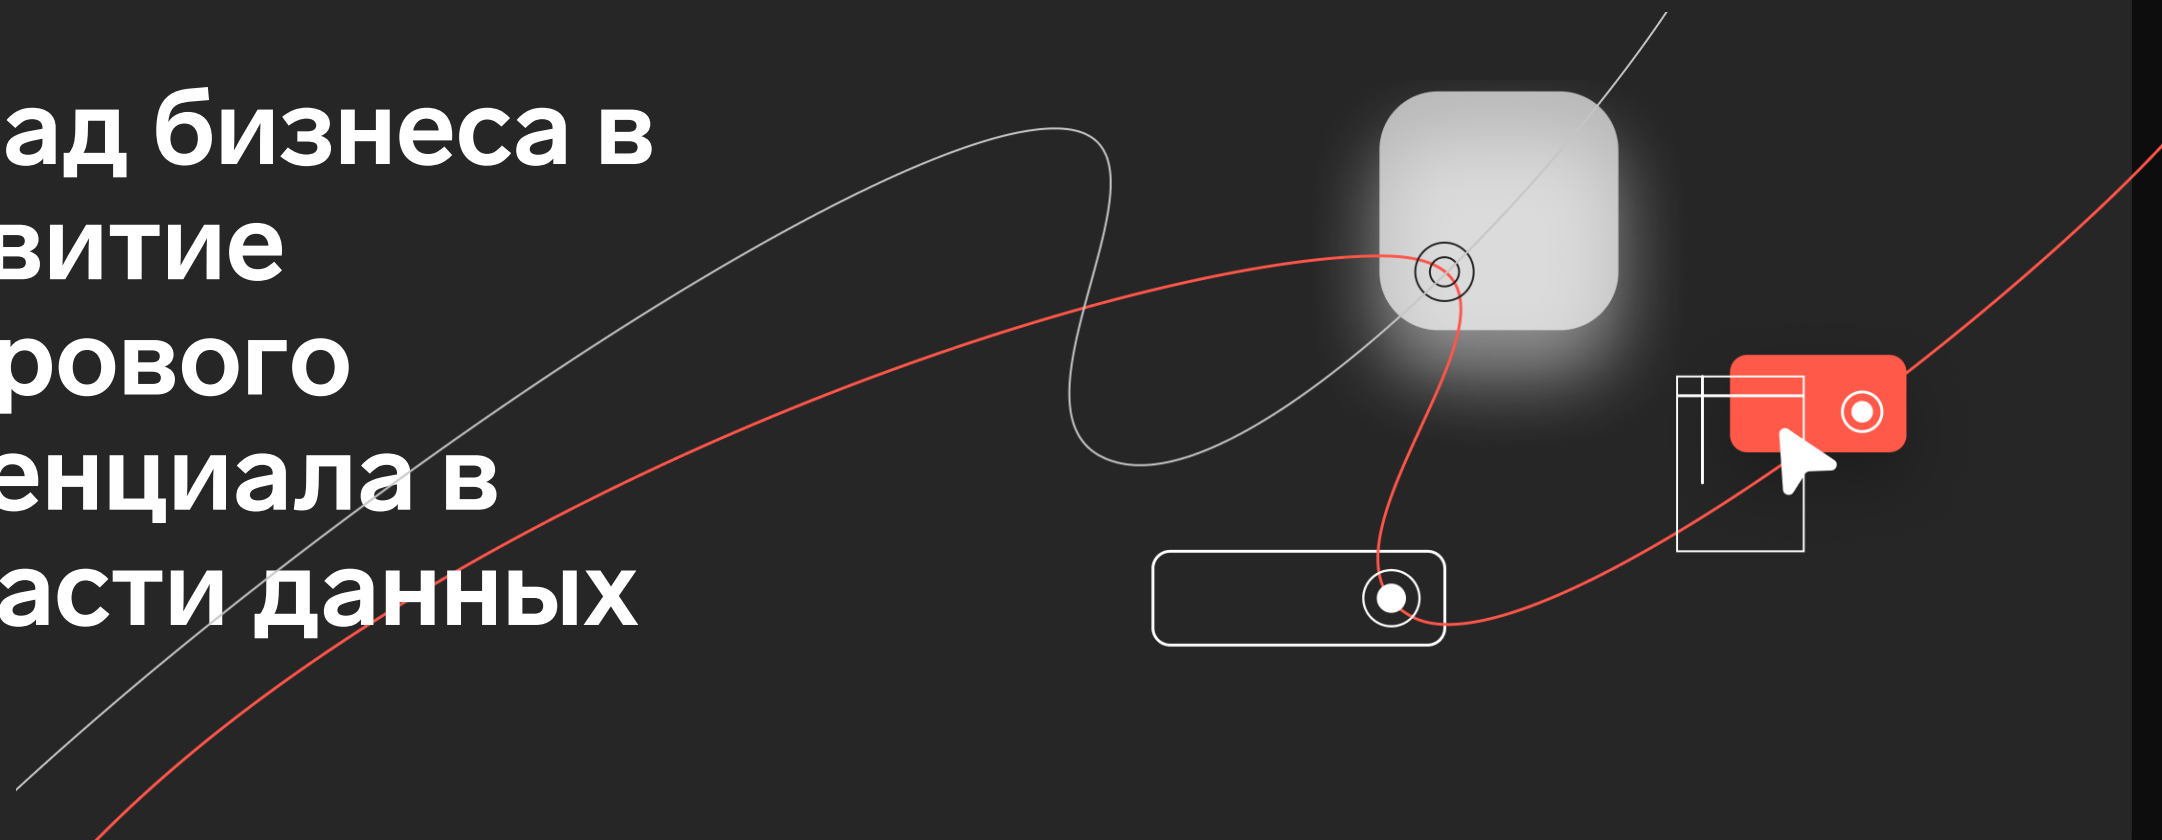 ад бизнеса в
витие
рового
енциала в
асти данных